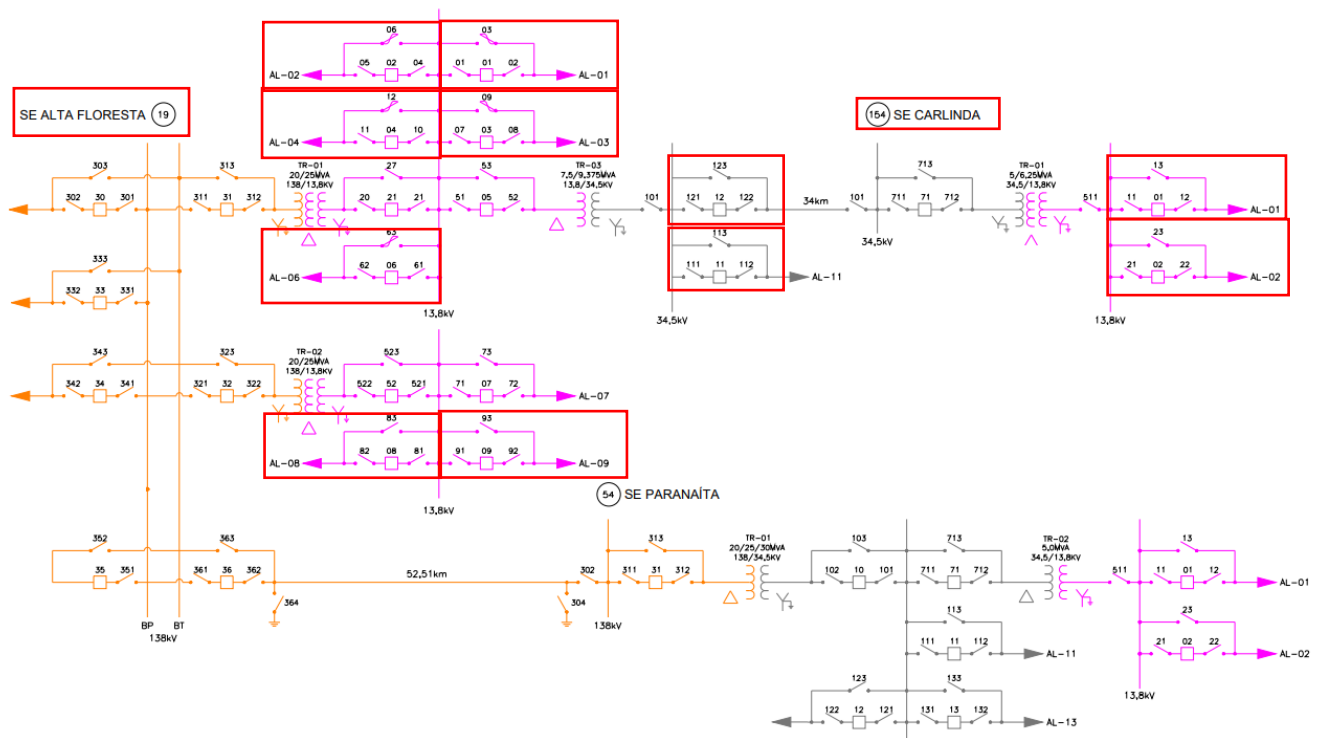 06
03
AL-02
05
02
04
01
01
02
AL-01
SE ALTA FLORESTA
19
12
09
154
SE CARLINDA
AL-04
11
04
10
07
03
08
AL-03
303
313
TR-01
20/25MVA
138/13,8KV
27
53
TR-03
7,5/9,375MVA
13,8/34,5KV
123
713
TR-01
5/6,25MVA
34,5/13,8KV
13
302
30
301
311
31
312
20
21
21
51
05
52
101
121
12
122
34km
101
711
71
712
511
11
01
12
AL-01
333
63
113
34,5kV
23
332
33
331
AL-06
62
06
61
111
11
112
AL-11
21
02
22
AL-02
13,8kV
34,5kV
13,8kV
343
323
TR-02
20/25MVA
138/13,8KV
523
73
342
34
341
321
32
322
522
52
521
71
07
72
AL-07
83
93
AL-08
82
08
81
91
09
92
AL-09
54
SE PARANAÍTA
13,8kV
352
363
313
TR-01
20/25/30MVA
138/34,5KV
103
713
TR-02
5,0MVA
34,5/13,8KV
13
35
351
361
36
362
52,51km
302
311
31
312
102
10
101
711
71
712
511
11
01
12
AL-01
364
304
BP
BT
138kV
138kV
113
23
111
11
112
AL-11
21
02
22
AL-02
123
133
13,8kV
122
12
121
131
13
132
AL-13